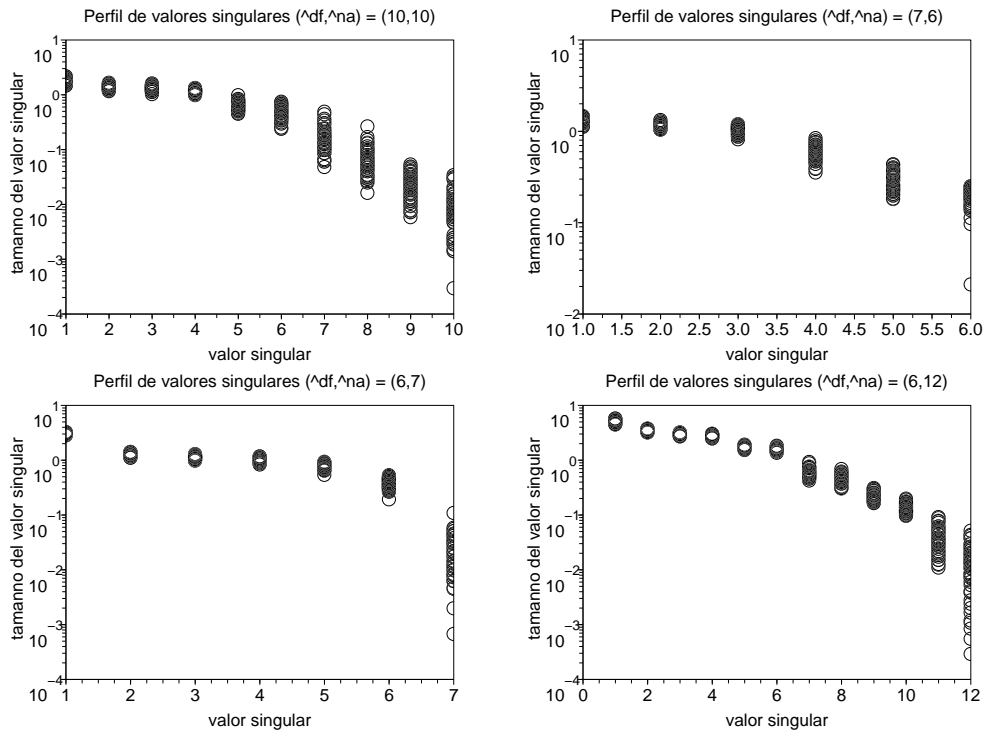 Perfil de valores singulares (^df,^na) = (10,10)
10 1
10 0
10 −1
10 −2
10 −3
10 −4
tamanno del valor singular
1 2 3 4 5 6 7 8 9 10
valor singular
Perfil de valores singulares (^df,^na) = (7,6)
10 1
10 0
10 −1
10 −2
tamanno del valor singular
1.0 1.5 2.0 2.5 3.0 3.5 4.0 4.5 5.0 5.5 6.0
valor singular
Perfil de valores singulares (^df,^na) = (6,7)
10 1
10 0
10 −1
10 −2
10 −3
10 −4
tamanno del valor singular
1 2 3 4 5 6 7
valor singular
Perfil de valores singulares (^df,^na) = (6,12)
10 1
10 0
10 −1
10 −2
10 −3
10 −4
tamanno del valor singular
0 2 4 6 8 10 12
valor singular